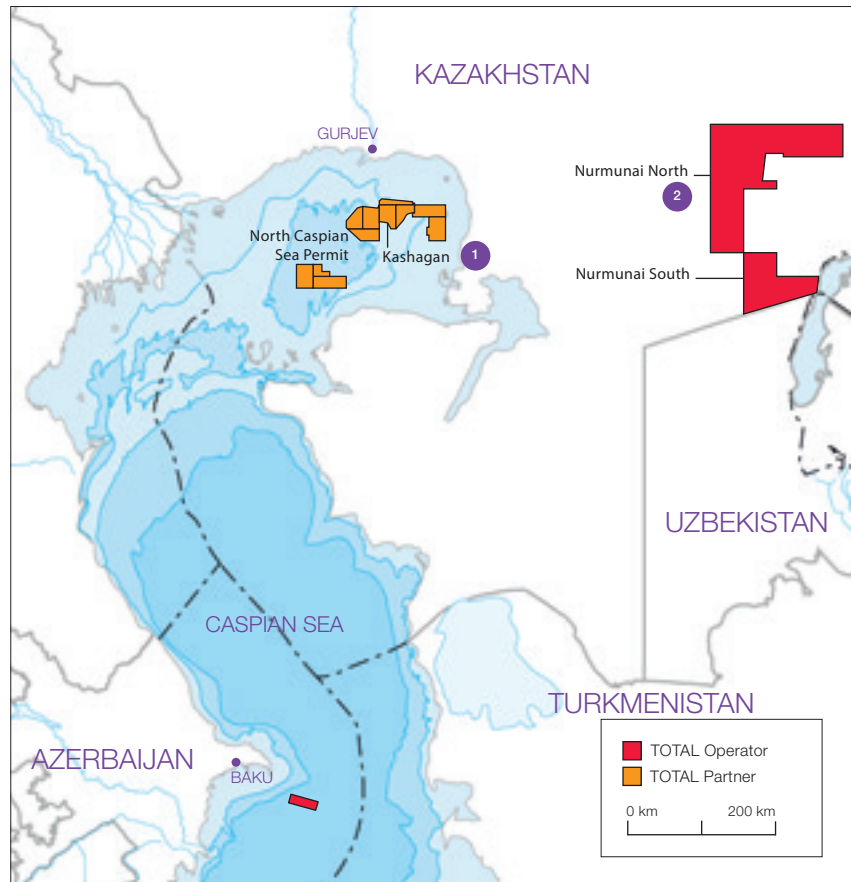 KAZAKHSTAN
GURJEV
Nurmunai North
2
North Caspian
Sea Permit
Kashagan
1
Nurmunai South
UZBEKISTAN
CASPIAN SEA
TURKMENISTAN
AZERBAIJAN
BAKU
TOTAL Operator
TOTAL Partner
0 km 200 km